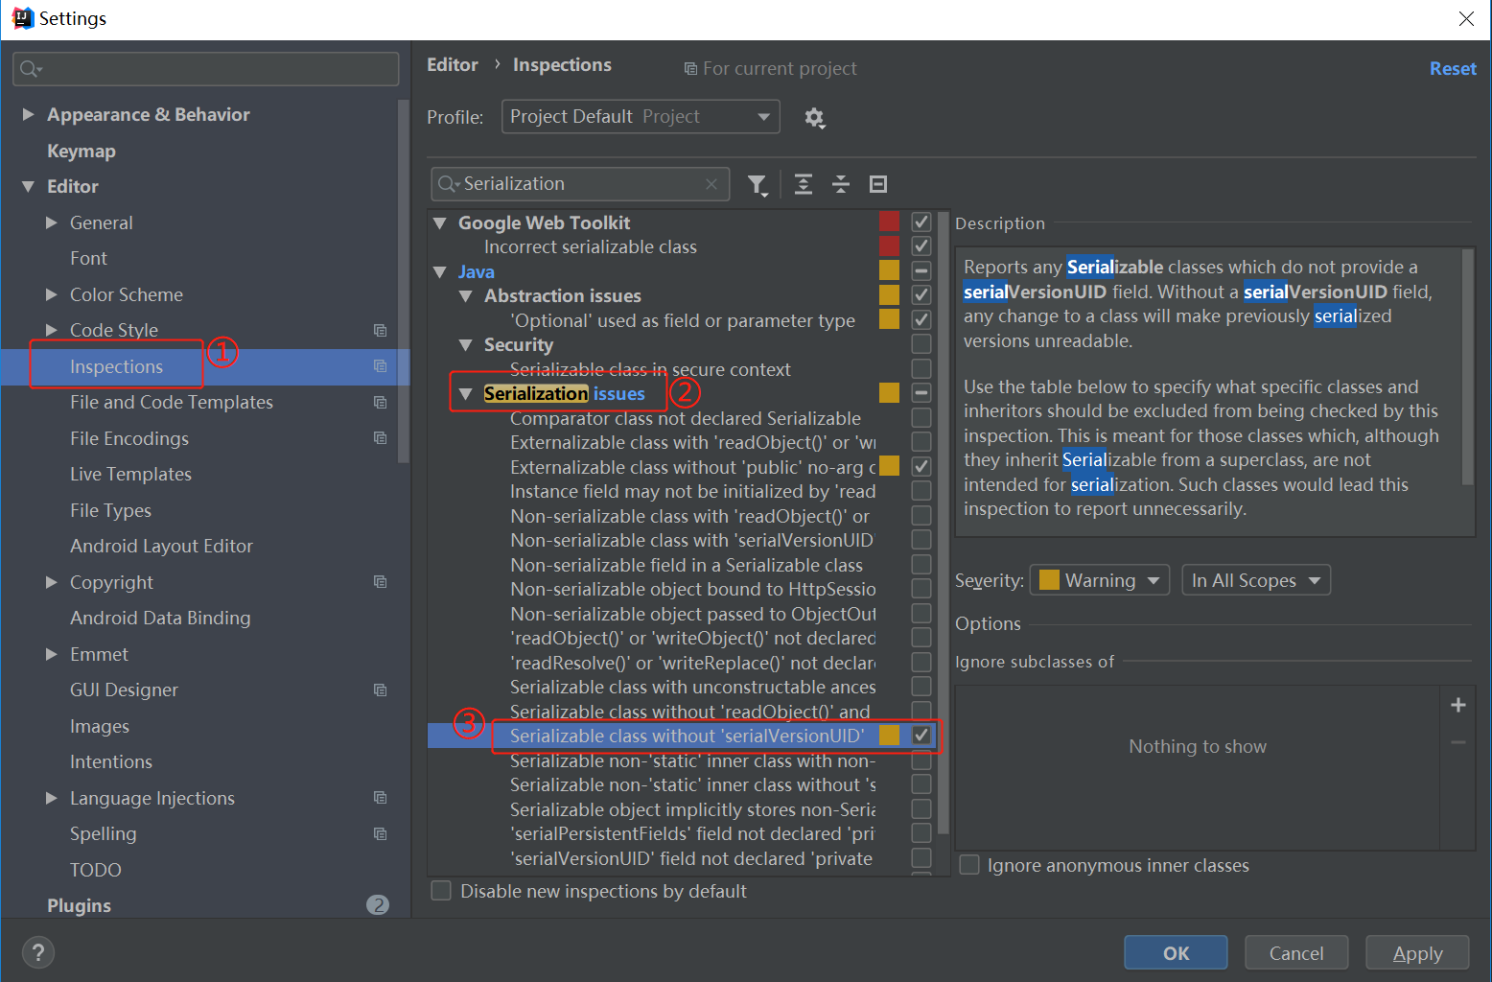 Settings
Editor › Inspections
For current project
Reset
Appearance & Behavior
Keymap
Editor
General
Font
Color Scheme
Code Style
Inspections
①
File and Code Templates
File Encodings
Live Templates
File Types
Android Layout Editor
Copyright
Android Data Binding
Emmet
GUI Designer
Images
Intentions
Language Injections
Spelling
TODO
Plugins
2
Profile:
Project Default Project
Serialization
Google Web Toolkit
Incorrect serializable class
Java
Abstraction issues
'Optional' used as field or parameter type
Security
Serializable class in secure context
Serialization issues
②
Comparator class not declared Serializable
Externalizable class with 'readObject()' or 'wr
Externalizable class without 'public' no-arg c
Instance field may not be initialized by 'read
Non-serializable class with 'readObject()' or
Non-serializable class with 'serialVersionUID'
Non-serializable field in a Serializable class
Non-serializable object bound to HttpSessio
Non-serializable object passed to ObjectOut
'readObject()' or 'writeObject()' not declared
'readResolve()' or 'writeReplace()' not declar
Serializable class with unconstructable ances
Serializable class without 'readObject()' and
③
Serializable class without 'serialVersionUID'
Serializable non-'static' inner class with non-
Serializable non-'static' inner class without 's
Serializable object implicitly stores non-Seria
'serialPersistentFields' field not declared 'pri
'serialVersionUID' field not declared 'private
Disable new inspections by default
Description
Reports any Serializable classes which do not provide a
serialVersionUID field. Without a serialVersionUID field,
any change to a class will make previously serialized
versions unreadable.
Use the table below to specify what specific classes and
inheritors should be excluded from being checked by this
inspection. This is meant for those classes which, although
they inherit Serializable from a superclass, are not
intended for serialization. Such classes would lead this
inspection to report unnecessarily.
Severity:
Warning
In All Scopes
Options
Ignore subclasses of
Nothing to show
Ignore anonymous inner classes
?
OK
Cancel
Apply